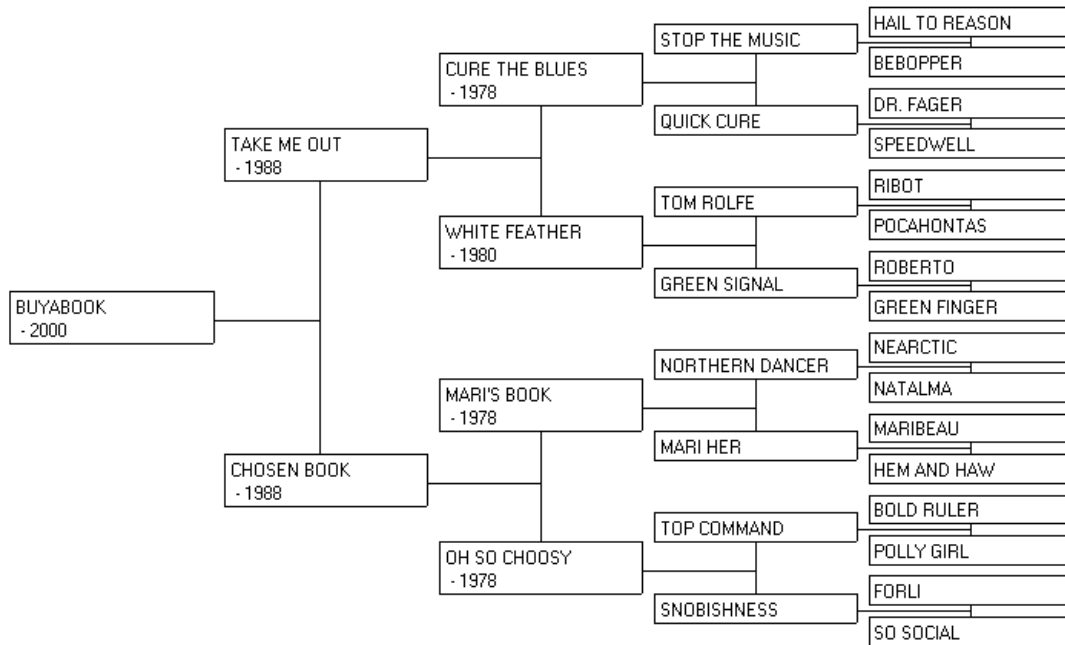 HAIL TO REASON
STOP THE MUSIC
BEBOPPER
CURE THE BLUES
- 1978
DR. FAGER
QUICK CURE
SPEEDWELL
TAKE ME OUT
- 1988
RIBOT
TOM ROLFE
POCAHONTAS
WHITE FEATHER
- 1980
ROBERTO
GREEN SIGNAL
GREEN FINGER
BUYABOOK
- 2000
NEARCTIC
NORTHERN DANCER
NATALMA
MARI'S BOOK
- 1978
MARIBEAU
MARI HER
HEM AND HAW
CHOSEN BOOK
- 1988
BOLD RULER
TOP COMMAND
POLLY GIRL
OH SO CHOOSY
- 1978
FORLI
SNOBISHNESS
SO SOCIAL